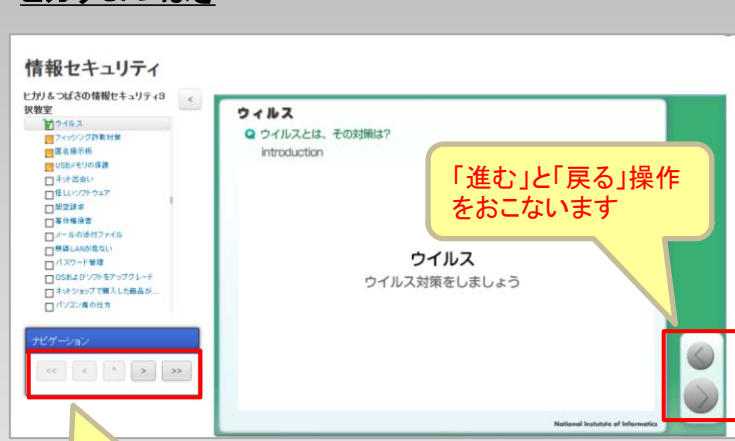 情報セキュリティ
ヒカリ&つばさの情報セキュリティ3
択教室
<
ウイルス
フィッシング詐欺対策
匿名掲示板
USBメモリの保護
ネット出会い
怪しいソフトウェア
架空請求
著作権侵害
メールの添付ファイル
無線LANが危ない
パスワード管理
OSおよびソフトをアップグレード
ネットショップで購入した商品が...
パソコン廃の仕方
ナビゲーション
<< < ^ > >>
ウィルス
Q ウイルスとは、その対策は?
introduction
「進む」と「戻る」操作
をおこないます
ウイルス
ウイルス対策をしましょう
National Institute of Informatics